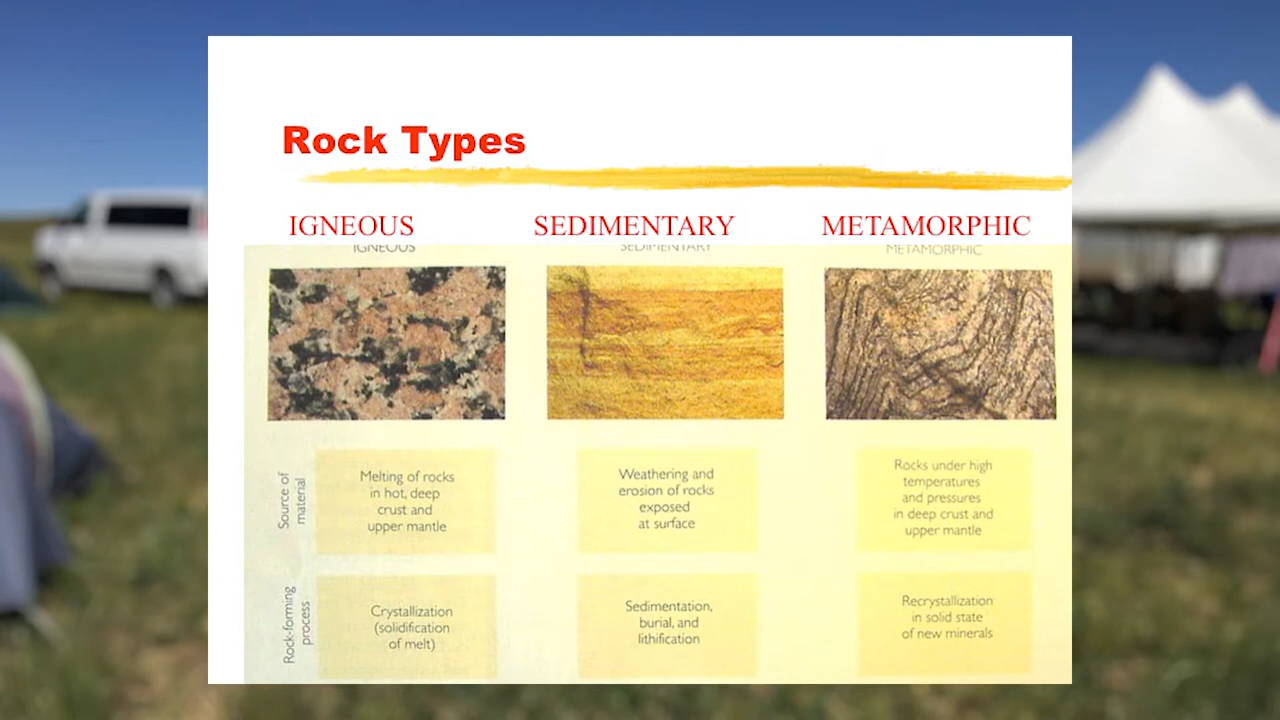 Rock Types
IGNEOUS
SEDIMENTARY
METAMORPHIC
IGNEOUS
SEDIMENTARY
METAMORPHIC
Source of
material
Melting of rocks
in hot, deep
crust and
upper mantle
Weathering and
erosion of rocks
exposed
at surface
Rocks under high
temperatures
and pressures
in deep crust and
upper mantle
Rock-forming
process
Crystallization
(solidification
of melt)
Sedimentation,
burial, and
lithification
Recrystallization
in solid state
of new minerals